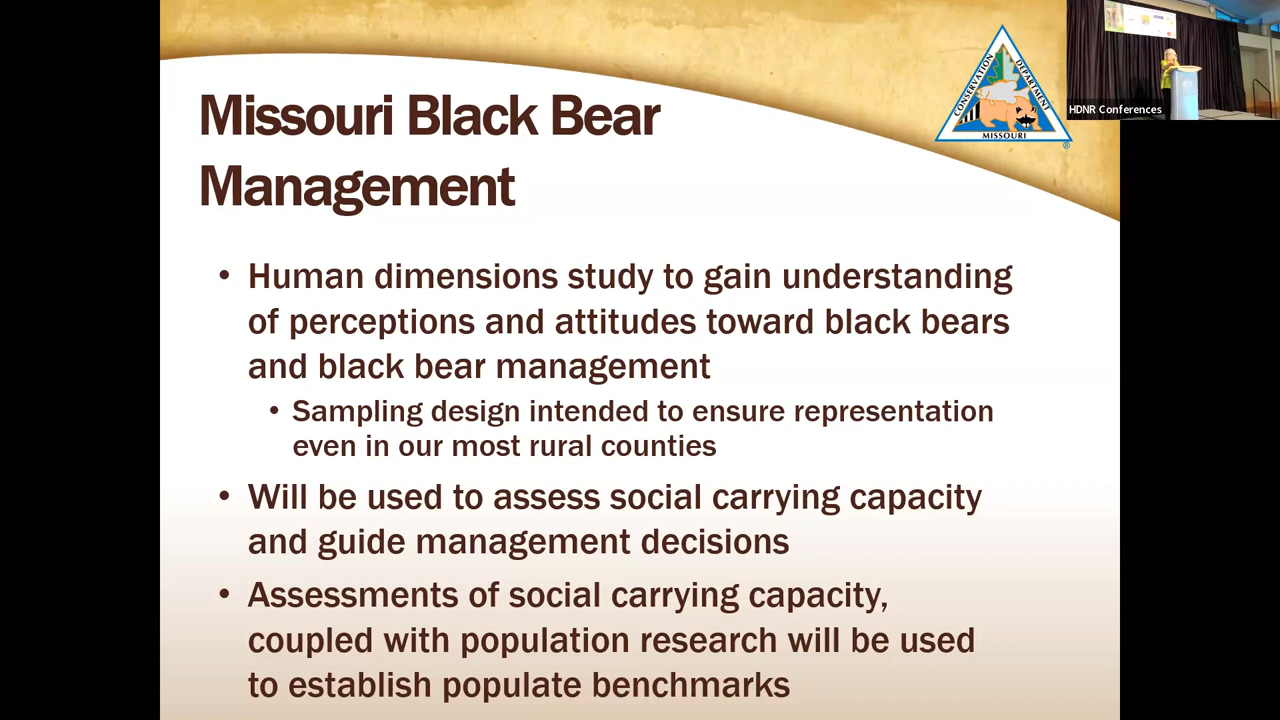 Missouri Black Bear
Management
CONSERVATION
DEPARTMENT
MISSOURI
®
HDNR Conferences
• Human dimensions study to gain understanding
of perceptions and attitudes toward black bears
and black bear management
• Sampling design intended to ensure representation
even in our most rural counties
• Will be used to assess social carrying capacity
and guide management decisions
• Assessments of social carrying capacity,
coupled with population research will be used
to establish populate benchmarks